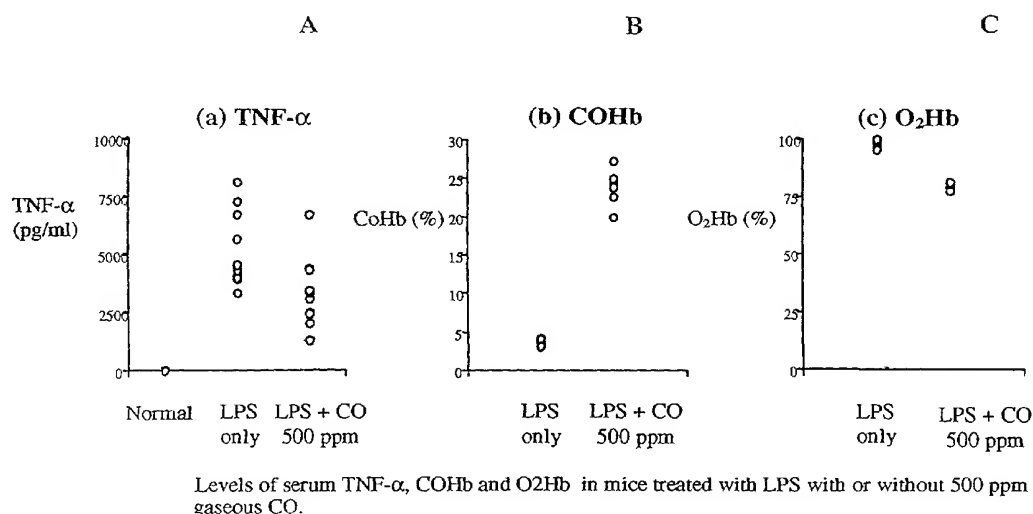 A
B
C
(a) TNF-α
(b) COHb
(c) O₂Hb
TNF-α
(pg/ml)
10000
7500
5000
2500
0
Normal
LPS
only
LPS + CO
500 ppm
CoHb (%)
30
25
20
15
10
5
0
LPS
only
LPS + CO
500 ppm
O₂Hb (%)
100
75
50
25
0
LPS
only
LPS + CO
500 ppm
Levels of serum TNF-α, COHb and O2Hb in mice treated with LPS with or without 500 ppm
gaseous CO.